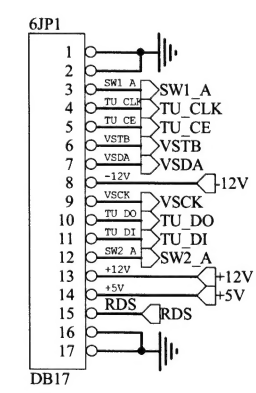 6JP1
1
2
3 SW1_A SW1_A
4 TU_CLK TU_CLK
5 TU_CE TU_CE
6 VSTB VSTB
7 VSDA VSDA
8 -12V -12V
9 VSCK VSCK
10 TU_DO TU_DO
11 TU_DI TU_DI
12 SW2_A SW2_A
13 +12V +12V
14 +5V +5V
15 RDS RDS
16
17
DB17